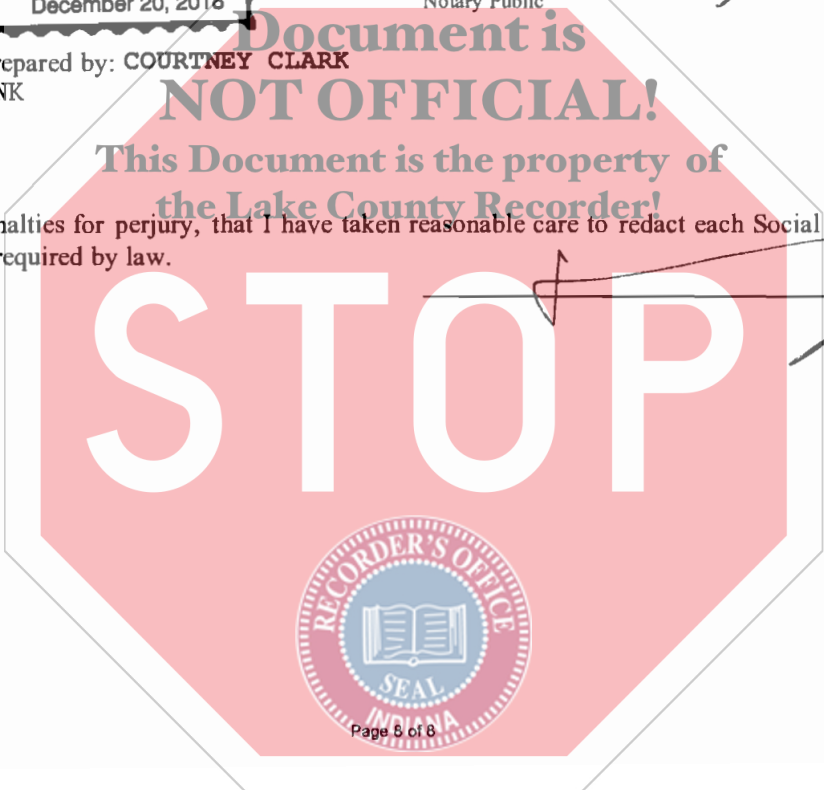 December 20, 2018
Notary Public
Document is
epared by: COURTNEY CLARK
NK
NOT OFFICIAL!
This Document is the property of
the Lake County Recorder!
nalties for perjury, that I have taken reasonable care to redact each Social
equired by law.
STOP
RECORDER'S OFFICE
SEAL
INDIANA
Page 8 of 8